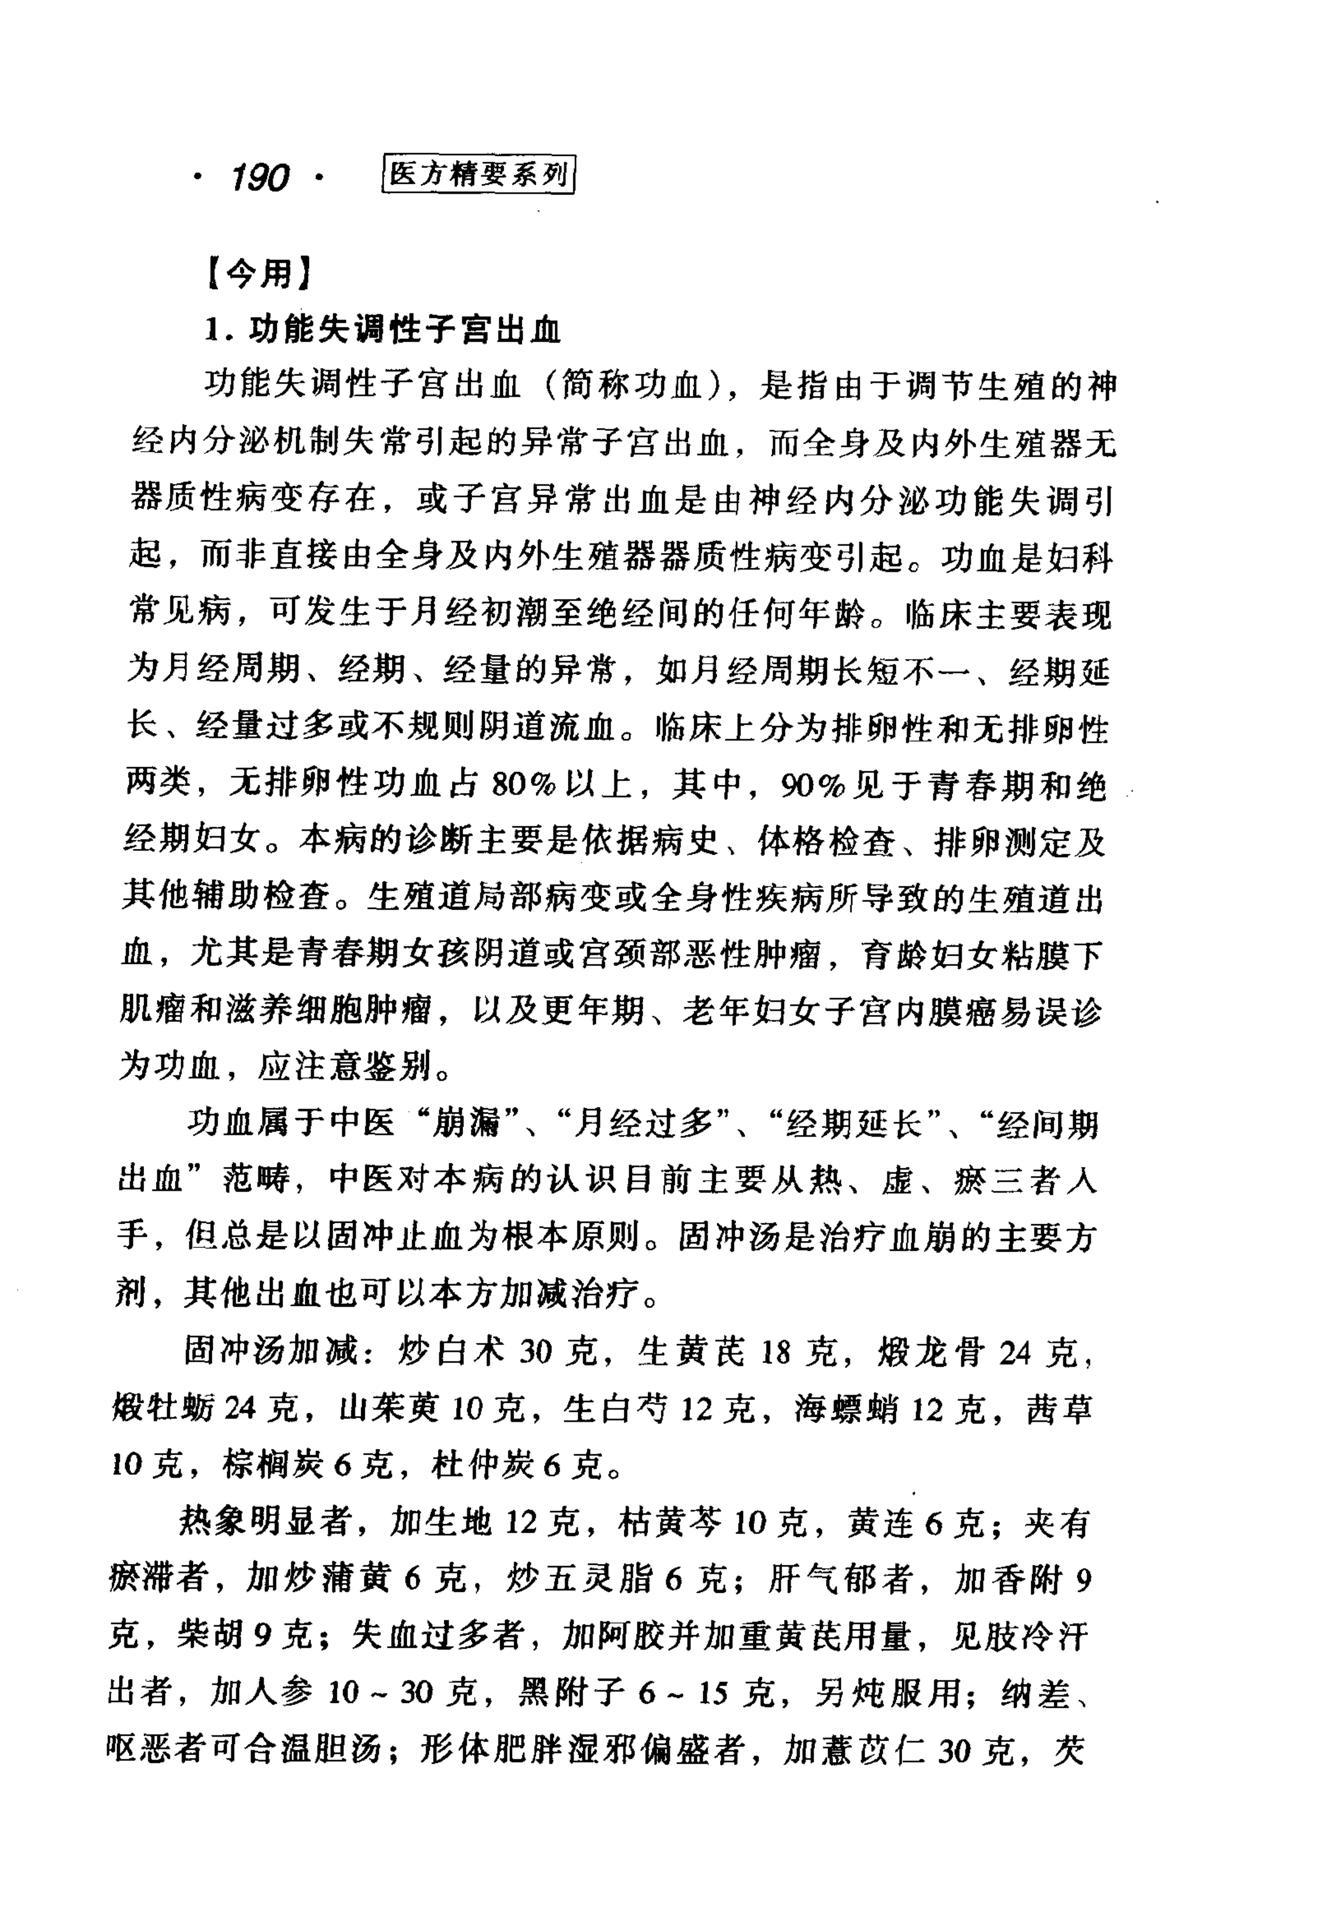 · 190 · 医方精要系列
【今用】
1. 功能失调性子宫出血
功能失调性子宫出血（简称功血），是指由于调节生殖的神
经内分泌机制失常引起的异常子宫出血，而全身及内外生殖器无
器质性病变存在，或子宫异常出血是由神经内分泌功能失调引
起，而非直接由全身及内外生殖器器质性病变引起。功血是妇科
常见病，可发生于月经初潮至绝经间的任何年龄。临床主要表现
为月经周期、经期、经量的异常，如月经周期长短不一、经期延
长、经量过多或不规则阴道流血。临床上分为排卵性和无排卵性
两类，无排卵性功血占 80%以上，其中，90%见于青春期和绝
经期妇女。本病的诊断主要是依据病史、体格检查、排卵测定及
其他辅助检查。生殖道局部病变或全身性疾病所导致的生殖道出
血，尤其是青春期女孩阴道或宫颈部恶性肿瘤，育龄妇女粘膜下
肌瘤和滋养细胞肿瘤，以及更年期、老年妇女子宫内膜癌易误诊
为功血，应注意鉴别。
功血属于中医“崩漏”、“月经过多”、“经期延长”、“经间期
出血”范畴，中医对本病的认识目前主要从热、虚、瘀三者入
手，但总是以固冲止血为根本原则。固冲汤是治疗血崩的主要方
剂，其他出血也可以本方加减治疗。
固冲汤加减：炒白术 30 克，生黄芪 18 克，煅龙骨 24 克，
煅牡蛎 24 克，山茱萸 10 克，生白芍 12 克，海螵蛸 12 克，茜草
10 克，棕榈炭 6 克，杜仲炭 6 克。
热象明显者，加生地 12 克，枯黄芩 10 克，黄连 6 克；夹有
瘀滞者，加炒蒲黄 6 克，炒五灵脂 6 克；肝气郁者，加香附 9
克，柴胡 9 克；失血过多者，加阿胶并加重黄芪用量，见肢冷汗
出者，加人参 10～30 克，黑附子 6～15 克，另炖服用；纳差、
呕恶者可合温胆汤；形体肥胖湿邪偏盛者，加薏苡仁 30 克，芡